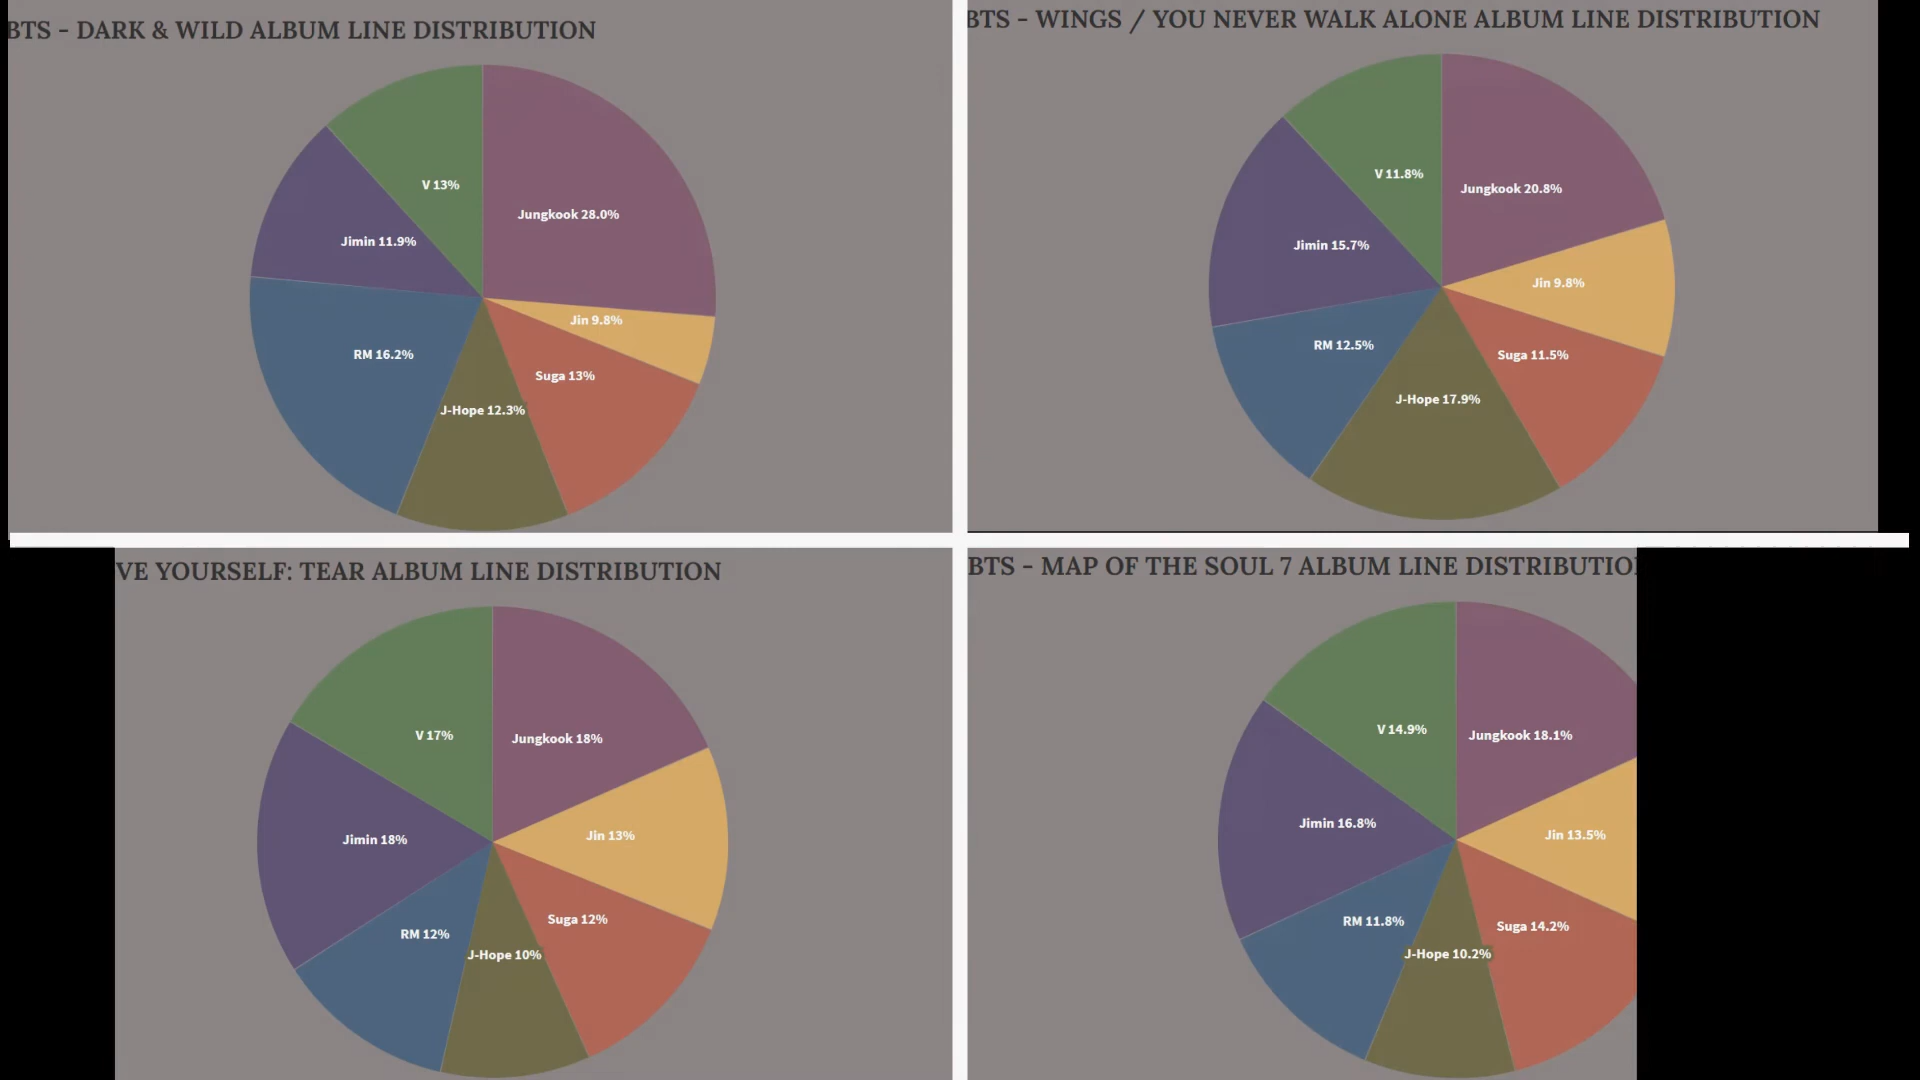 BTS - DARK & WILD ALBUM LINE DISTRIBUTION
V 13%
Jungkook 28.0%
Jimin 11.9%
Jin 9.8%
RM 16.2%
Suga 13%
J-Hope 12.3%
BTS - WINGS / YOU NEVER WALK ALONE ALBUM LINE DISTRIBUTION
V 11.8%
Jungkook 20.8%
Jimin 15.7%
Jin 9.8%
RM 12.5%
Suga 11.5%
J-Hope 17.9%
VE YOURSELF: TEAR ALBUM LINE DISTRIBUTION
V 17%
Jungkook 18%
Jimin 18%
Jin 13%
Suga 12%
RM 12%
J-Hope 10%
BTS - MAP OF THE SOUL 7 ALBUM LINE DISTRIBUTIO
V 14.9%
Jungkook 18.1%
Jimin 16.8%
Jin 13.5%
RM 11.8%
Suga 14.2%
J-Hope 10.2%